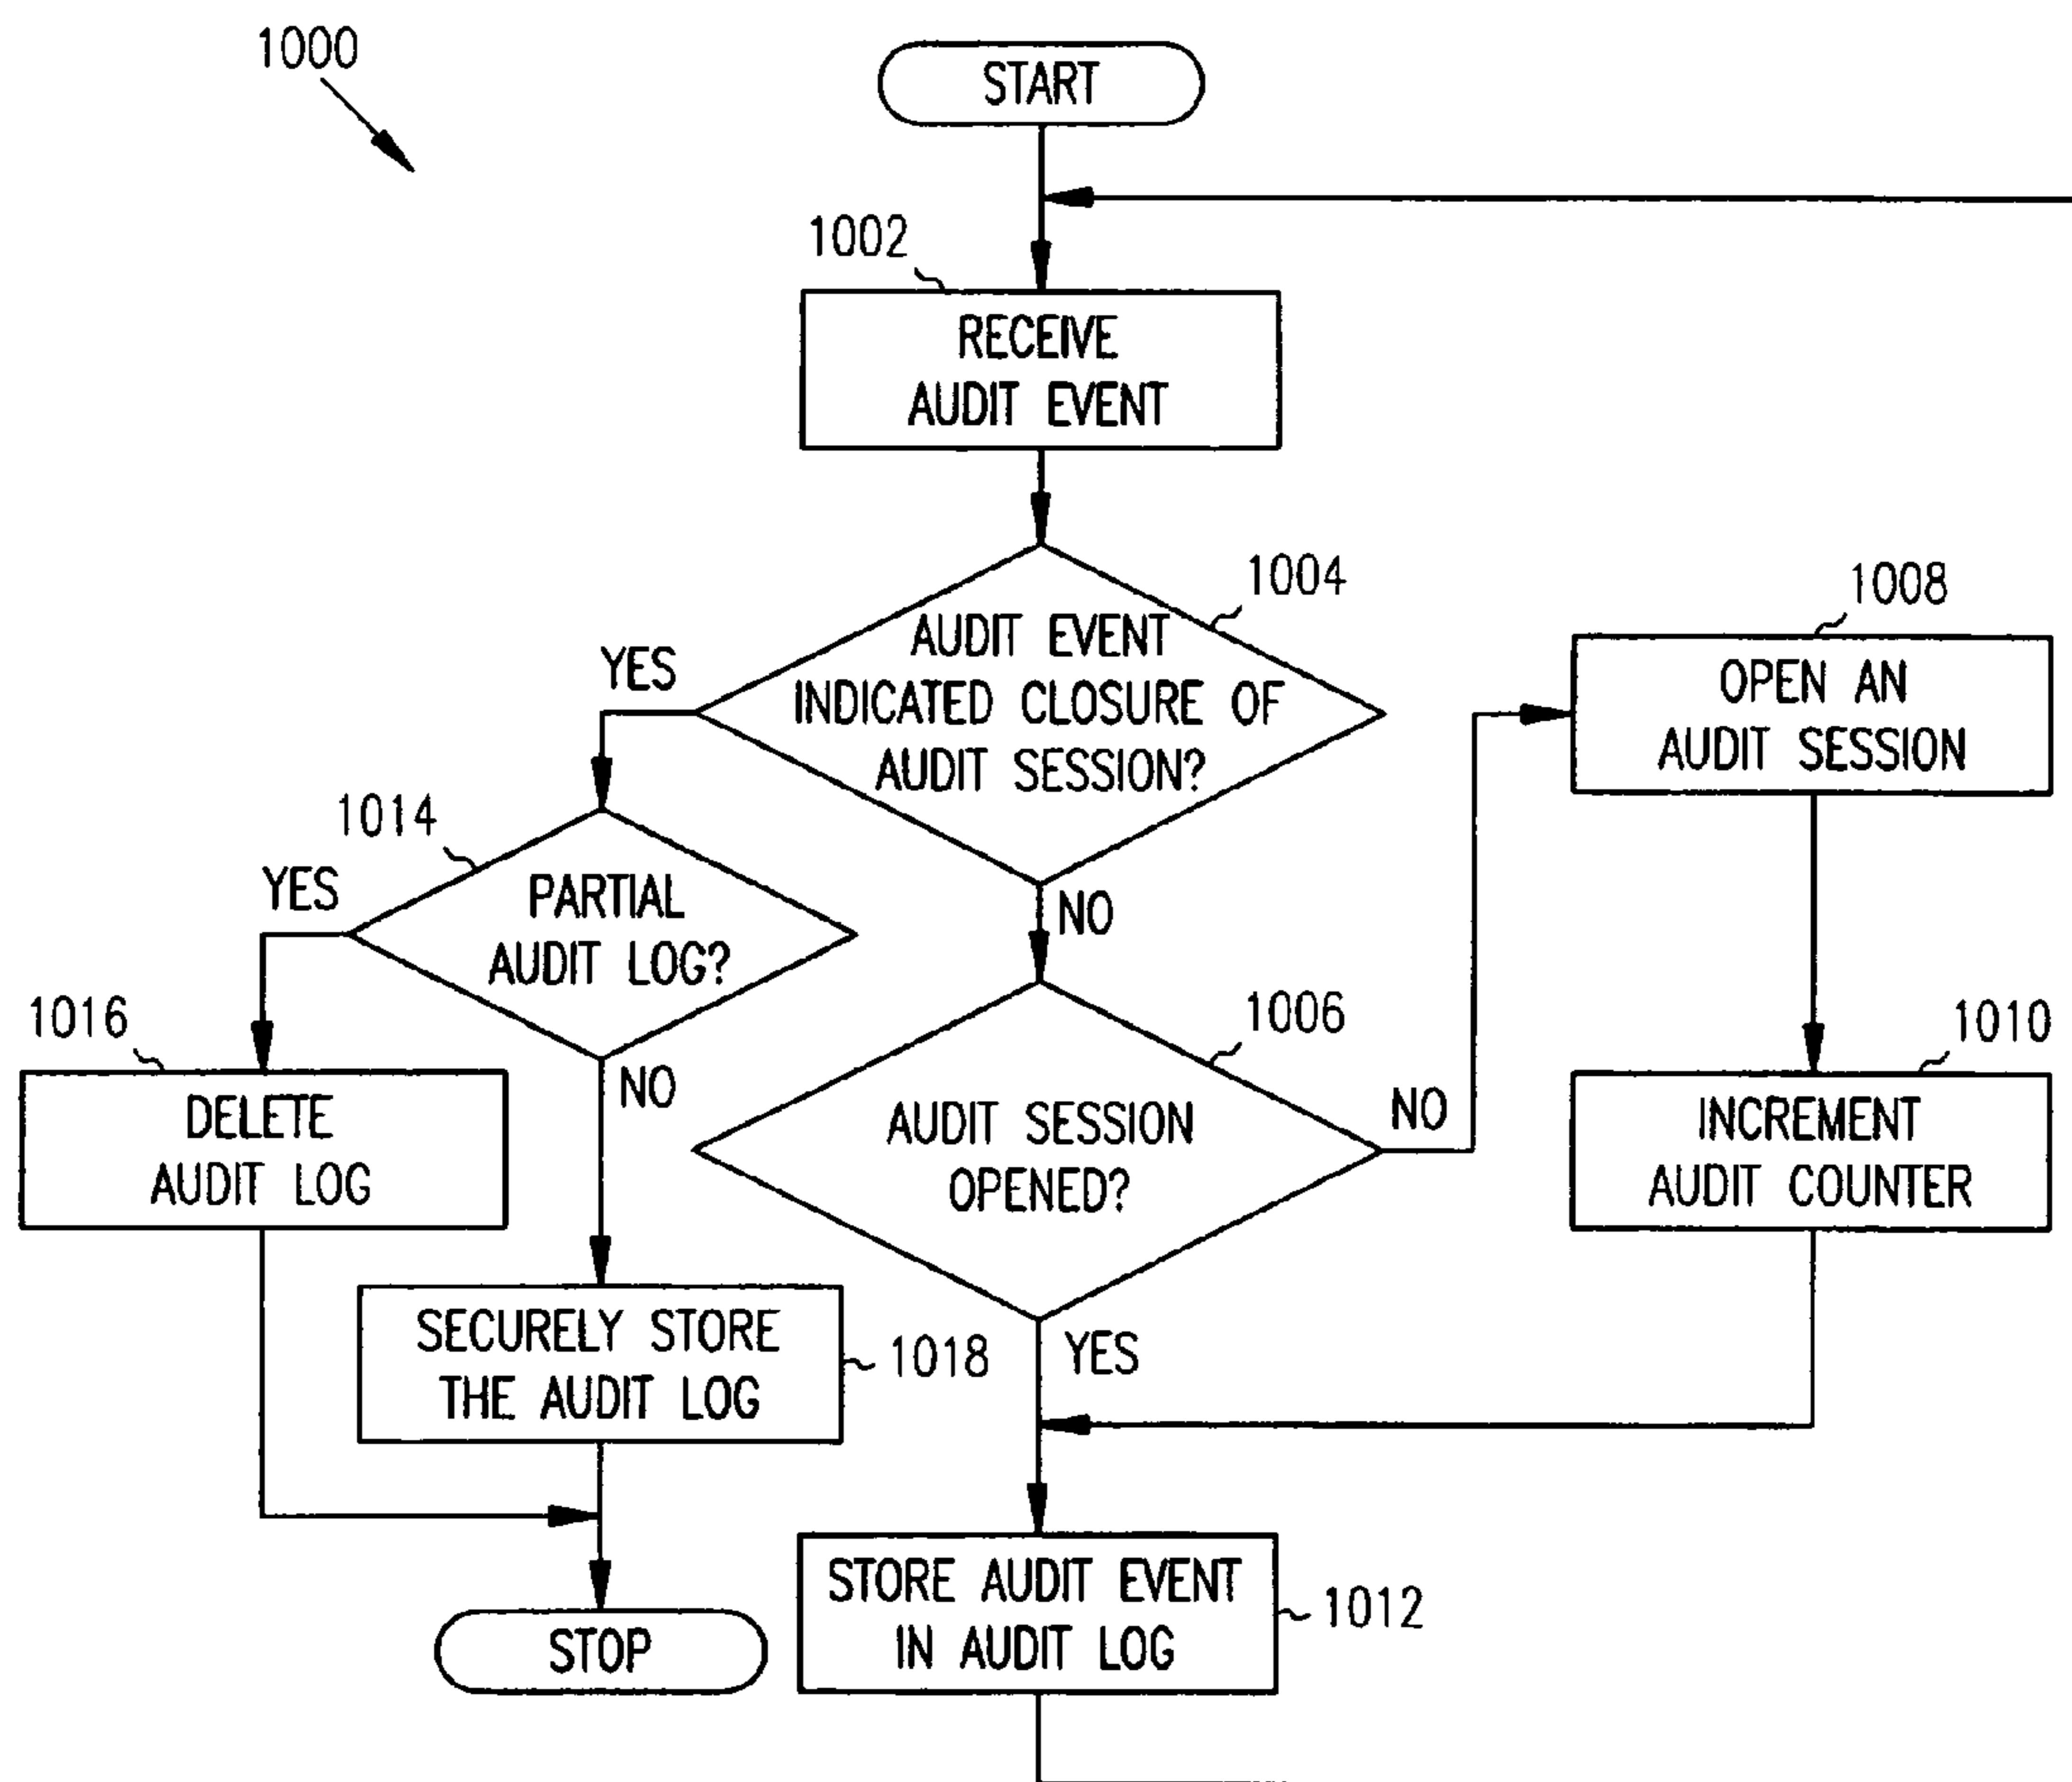 1000
START
1002
RECEIVE
AUDIT EVENT
1004
AUDIT EVENT
INDICATED CLOSURE OF
AUDIT SESSION?
YES
NO
1008
OPEN AN
AUDIT SESSION
1014
PARTIAL
AUDIT LOG?
YES
NO
1006
AUDIT SESSION
OPENED?
NO
YES
1010
INCREMENT
AUDIT COUNTER
1016
DELETE
AUDIT LOG
SECURELY STORE
THE AUDIT LOG
1018
STORE AUDIT EVENT
IN AUDIT LOG
1012
STOP